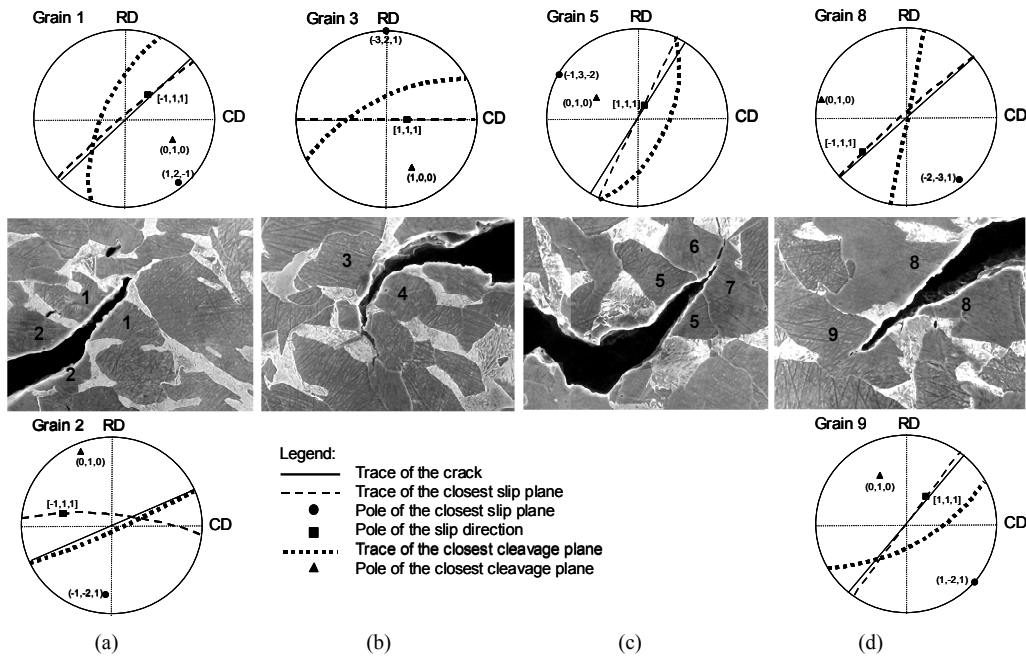 Grain 1
RD
[-1,1,1]
CD
(0,1,0)
(1,2,-1)
Grain 3
RD
(-3,2,1)
[1,1,1]
CD
(1,0,0)
Grain 5
RD
(-1,3,-2)
(0,1,0)
[1,1,1]
CD
Grain 8
RD
(0,1,0)
CD
[-1,1,1]
(-2,-3,1)
1
2
1
2
3
4
6
5
7
5
8
8
9
Grain 2
RD
(0,1,0)
[-1,1,1]
CD
(-1,-2,1)
Legend:
Trace of the crack
Trace of the closest slip plane
Pole of the closest slip plane
Pole of the slip direction
Trace of the closest cleavage plane
Pole of the closest cleavage plane
Grain 9
RD
(0,1,0)
[1,1,1]
CD
(1,-2,1)
(a)
(b)
(c)
(d)